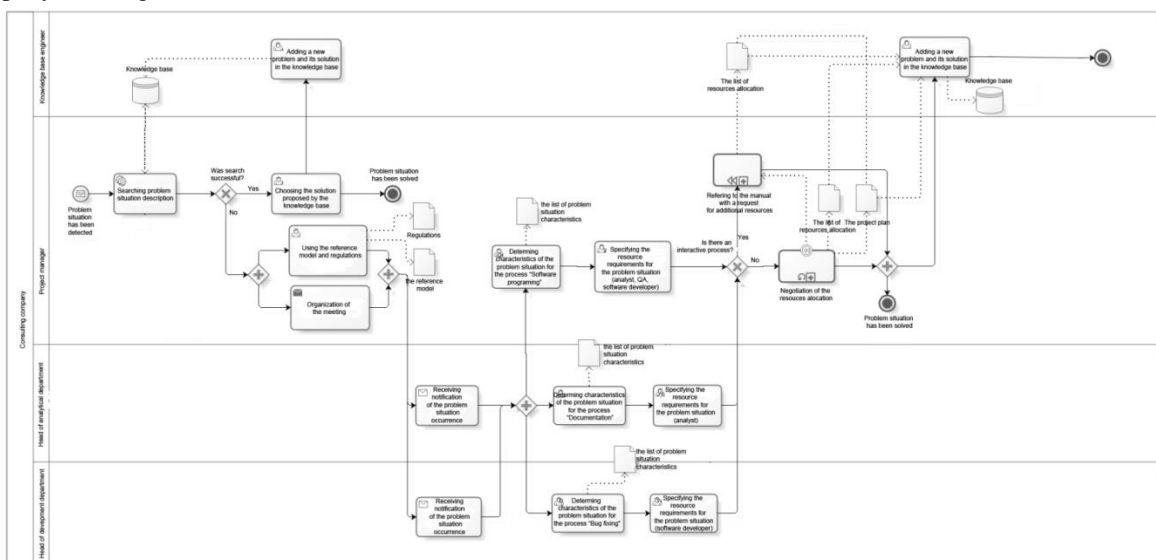 Consulting company
Knowledge base engineer
Project manager
Head of analytical department
Head of devepment department
Knowledge base
Adding a new
problem and its solution
in the knowledge base
Problem
situation
has been
detected
Searching problem
situation description
Was search
successful?
Yes
No
Choosing the solution
proposed by the
knowledge base
Problem situation
has been solved
Using the reference
model and regulations
Organization of
the meeting
Regulations
the reference
model
Receiving
notification
of the problem
situation
occurrence
Receiving
notification
of the problem
situation
occurrence
the list of problem
situation
characteristics
Determing
characteristics of the
problem situation for
the process "Software
programing"
Specifying the
resource
requirements for
the problem situation
(analyst, QA,
software developer)
the list of problem
situation
characteristics
Determing characteristics
of the problem situation
for the process
"Documentation"
Specifying the
resource
requirements for
the problem situation
(analyst)
the list of problem
situation
characteristics
Determing
characteristics of the
problem situation for
the process "Bug fixing"
Specifying the
resource
requirements for
the problem situation
(software developer)
Is there an
interactive process?
Yes
No
The list of
resources allocation
Refering to the manual
with a request
for additional resources
The list of
resources allocation
The project plan
Negotiation of the
resouces alocation
Problem situation
has been solved
Adding a new
problem and its solution
in the knowledge base
Knowledge base